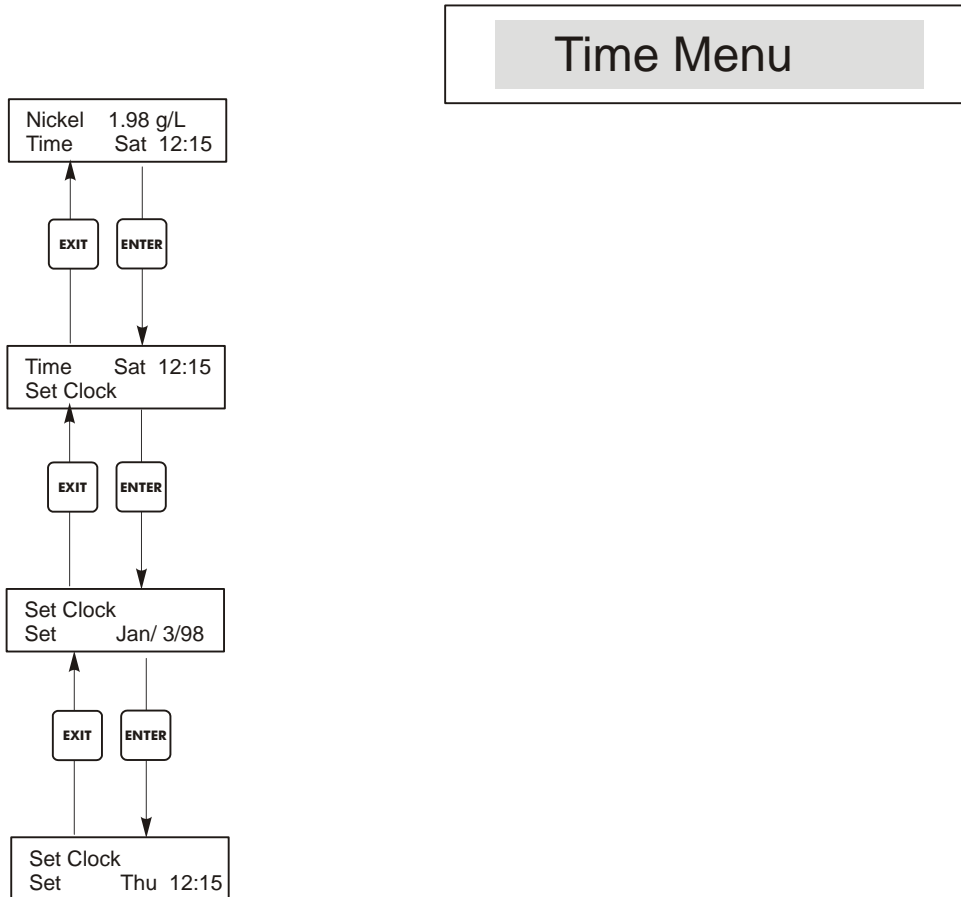 Time Menu
Nickel 1.98 g/L
Time Sat 12:15
EXIT ENTER
Time Sat 12:15
Set Clock
EXIT ENTER
Set Clock
Set Jan/ 3/98
EXIT ENTER
Set Clock
Set Thu 12:15